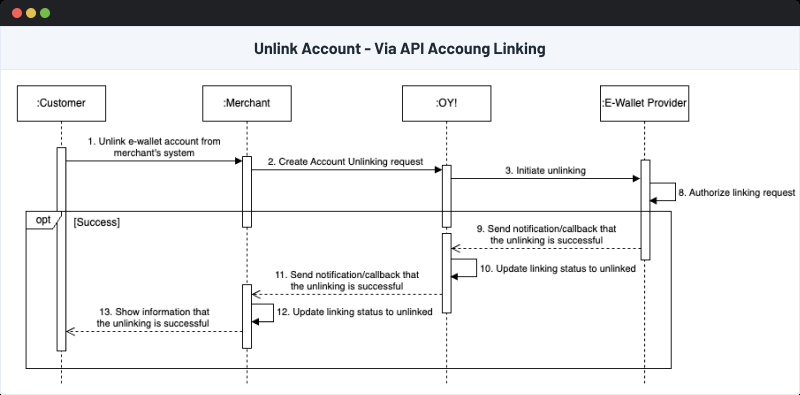 Unlink Account - Via API Accoung Linking
:Customer
:Merchant
:OY!
:E-Wallet Provider
1. Unlink e-wallet account from
merchant's system
2. Create Account Unlinking request
3. Initiate unlinking
8. Authorize linking request
opt
[Success]
9. Send notification/callback that
the unlinking is successful
10. Update linking status to unlinked
11. Send notification/callback that
the unlinking is successful
12. Update linking status to unlinked
13. Show information that
the unlinking is successful